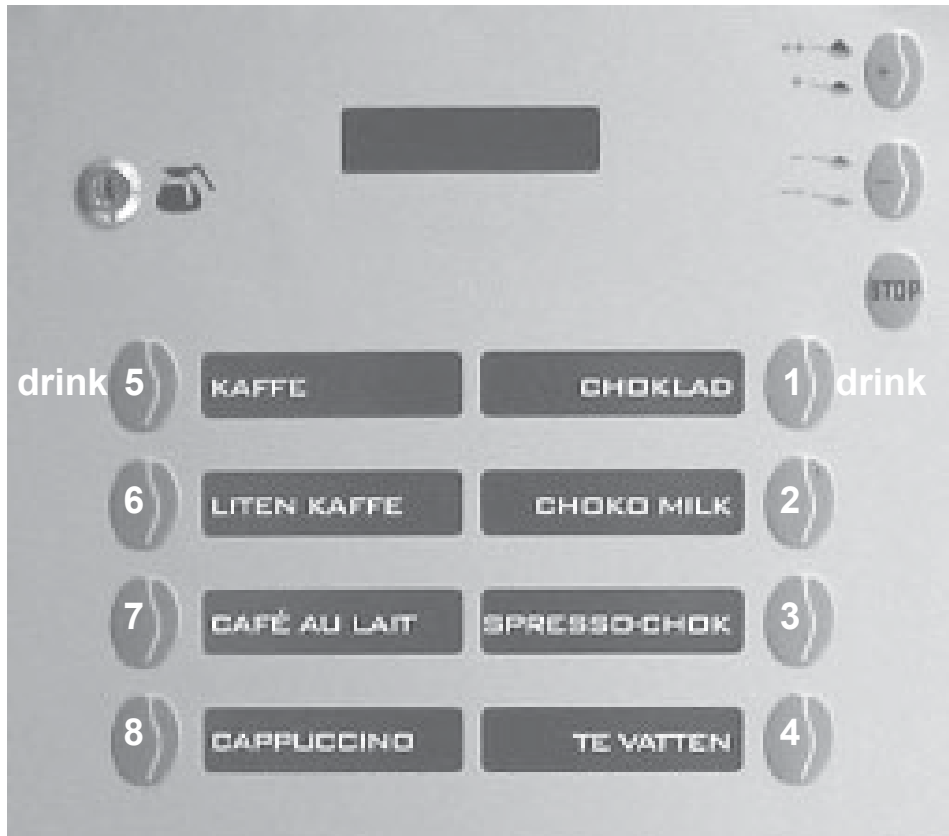 STOP
drink 5 KAFFE CHOKLAD 1 drink
6 LITEN KAFFE CHOKO MILK 2
7 CAFÉ AU LAIT SPRESSO-CHOK 3
8 CAPPUCCINO TE VATTEN 4